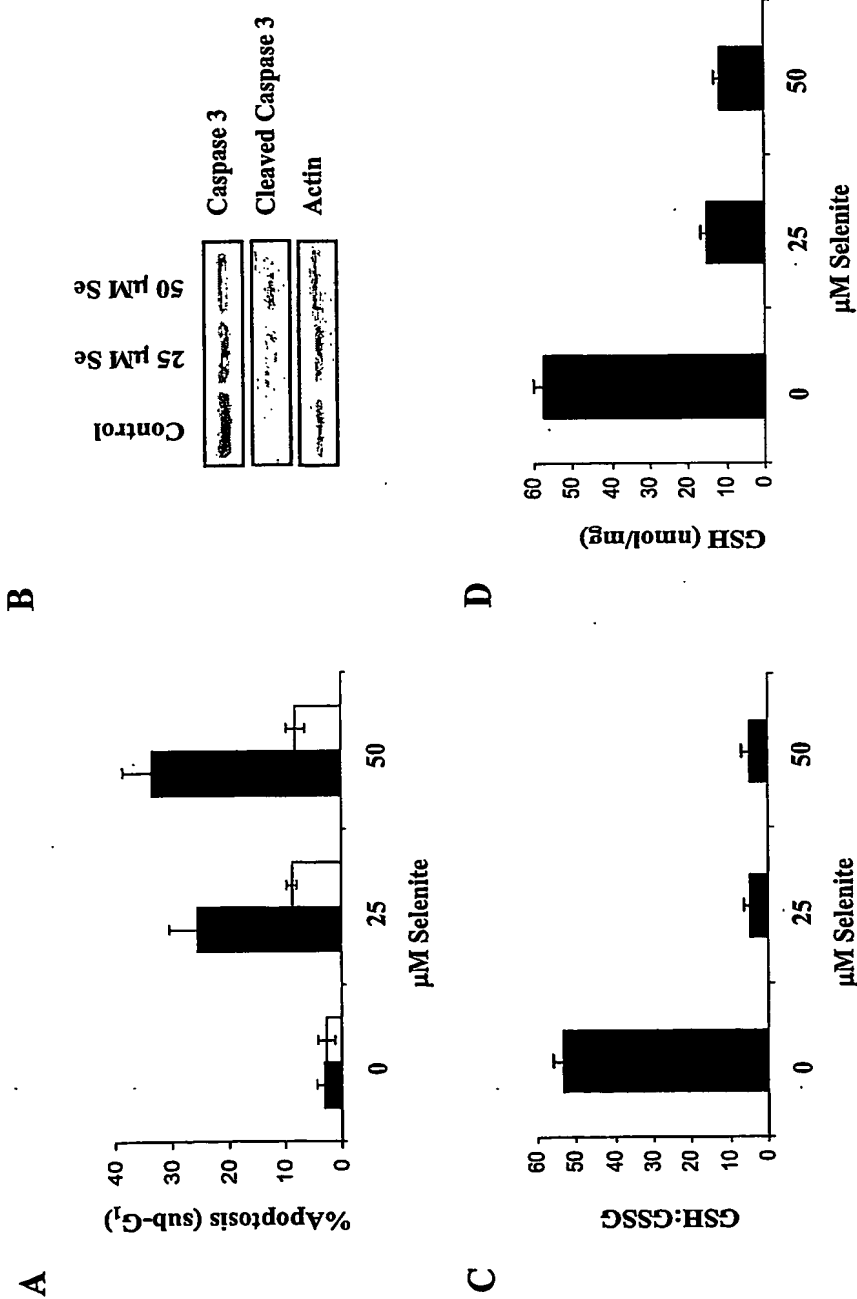 A
%Apoptosis (sub-G1)
40
30
20
10
0
0 25 50
µM Selenite
B
Control 25 µM Se 50 µM Se
Caspase 3
Cleaved Caspase 3
Actin
C
GSH:GSSG
60
50
40
30
20
10
0
0 25 50
µM Selenite
D
GSH (nmol/mg)
60
50
40
30
20
10
0
0 25 50
µM Selenite